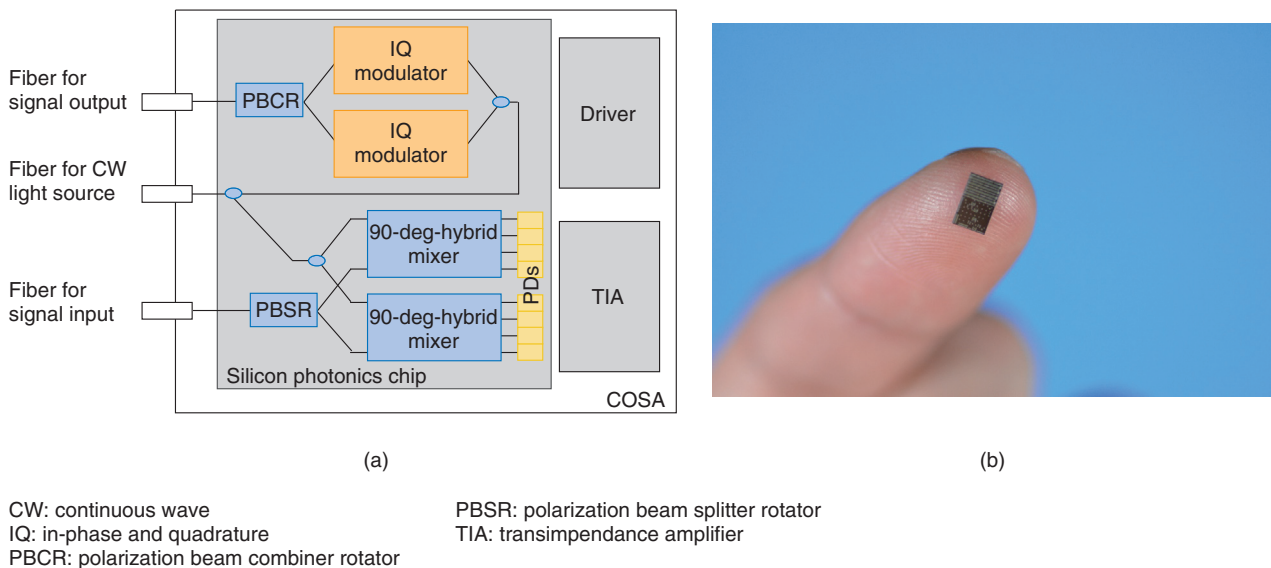 Fiber for
signal output
Fiber for CW
light source
Fiber for
signal input
PBCR
IQ
modulator
IQ
modulator
Driver
90-deg-hybrid
mixer
PBSR
90-deg-hybrid
mixer
PDs
TIA
Silicon photonics chip
COSA
(a)
(b)
CW: continuous wave
IQ: in-phase and quadrature
PBCR: polarization beam combiner rotator
PBSR: polarization beam splitter rotator
TIA: transimpendance amplifier